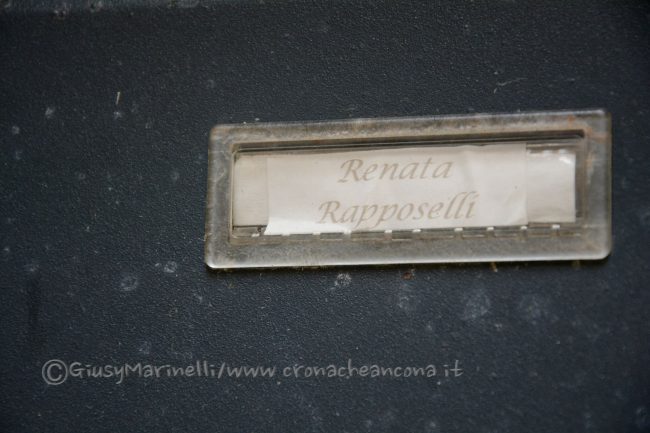 Renata
Rapposelli
©GiusyMarinelli/www cronacheancona it